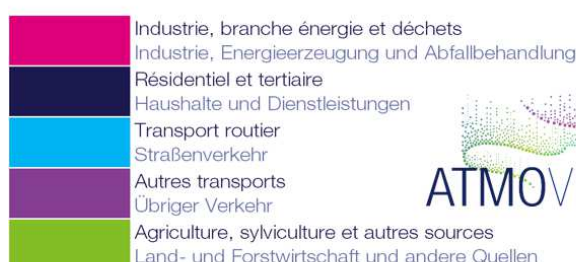 Industrie, branche énergie et déchets
Industrie, Energieerzeugung und Abfallbehandlung
Résidentiel et tertiaire
Haushalte und Dienstleistungen
Transport routier
Straßenverkehr
Autres transports
Übriger Verkehr
ATMOV
Agriculture, sylviculture et autres sources
Land- und Forstwirtschaft und andere Quellen